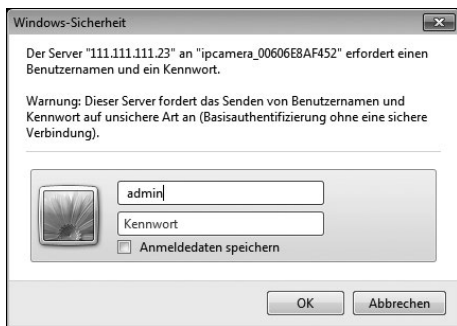 Windows-Sicherheit
Der Server "111.111.111.23" an "ipcamera_00606E8AF452" erfordert einen
Benutzernamen und ein Kennwort.
Warnung: Dieser Server fordert das Senden von Benutzernamen und
Kennwort auf unsichere Art an (Basisauthentifizierung ohne eine sichere
Verbindung).
admin
Kennwort
Anmeldedaten speichern
OK
Abbrechen